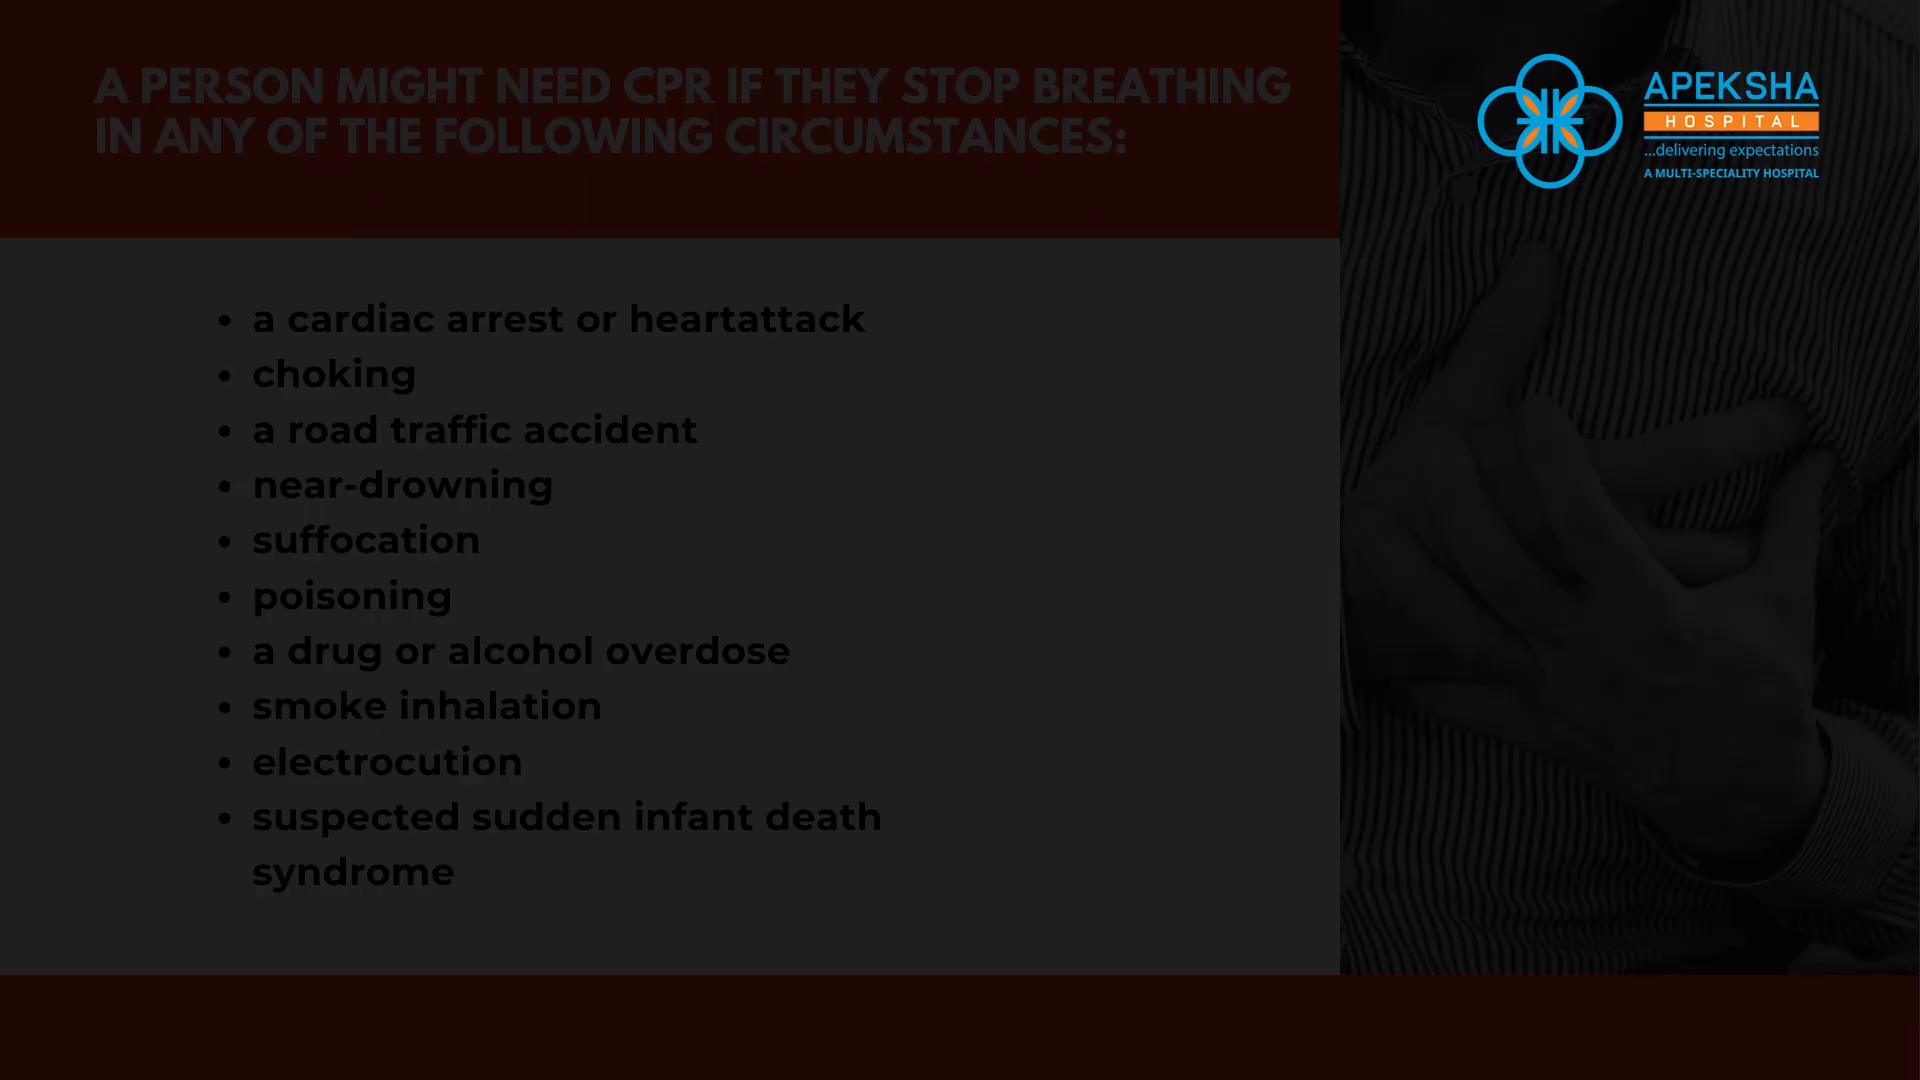 A PERSON MIGHT NEED CPR IF THEY STOP BREATHING
IN ANY OF THE FOLLOWING CIRCUMSTANCES:
APEKSHA
HOSPITAL
...delivering expectations
A MULTI-SPECIALITY HOSPITAL
• a cardiac arrest or heartattack
• choking
• a road traffic accident
• near-drowning
• suffocation
• poisoning
• a drug or alcohol overdose
• smoke inhalation
• electrocution
• suspected sudden infant death
syndrome